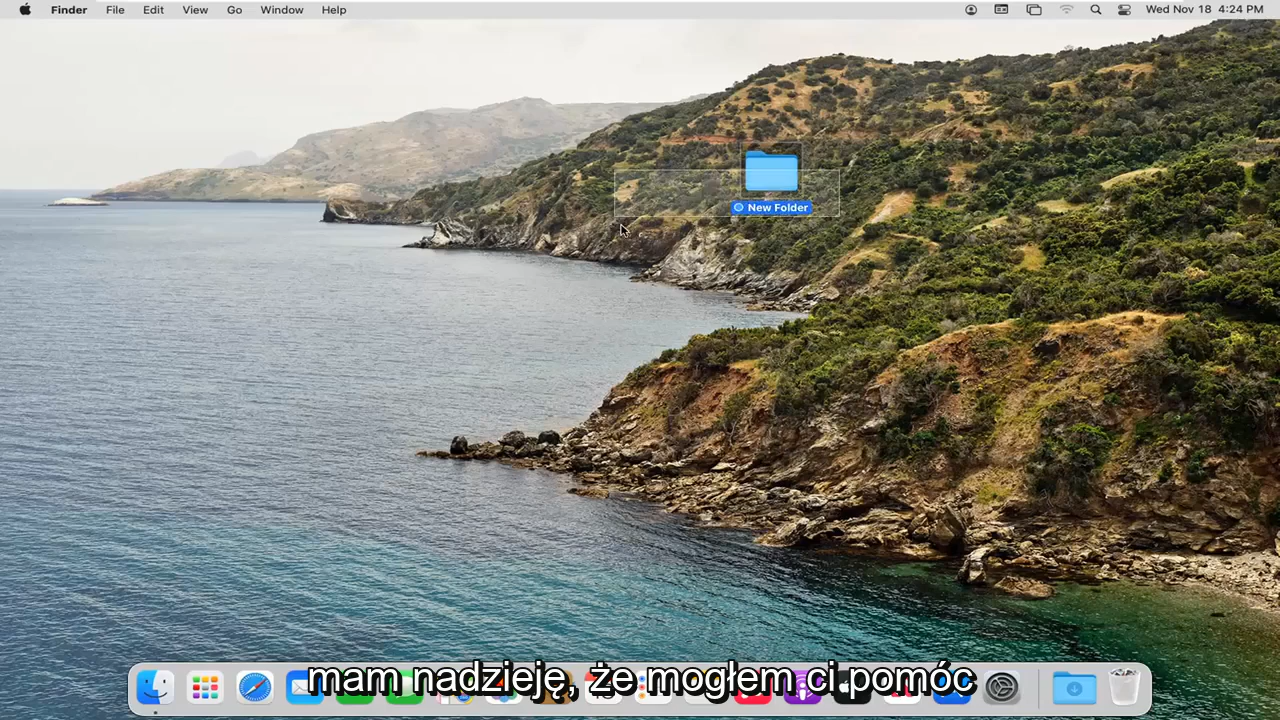 Finder File Edit View Go Window Help Wed Nov 18 4:24 PM
New Folder
mam nadzieję, że mogłem ci pomóc